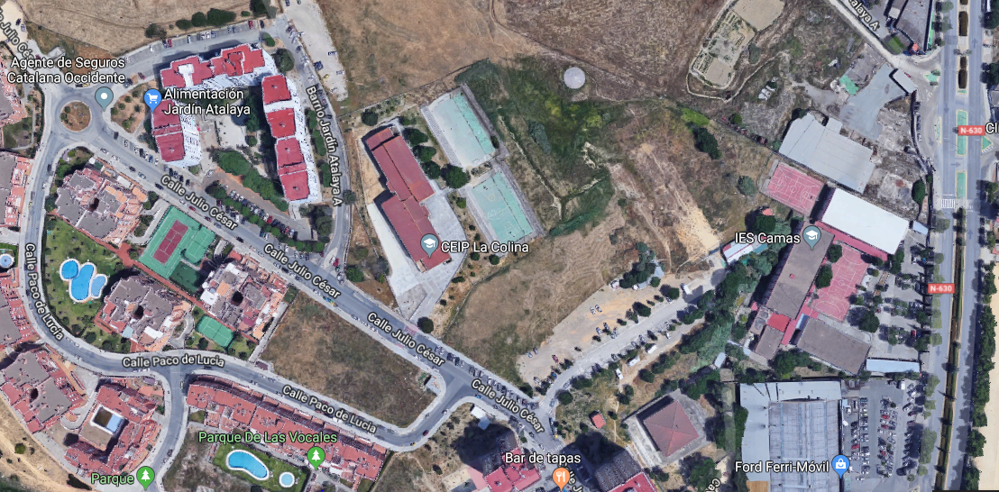 Calle Julio César
Atalaya A
Agente de Seguros
Catalana Occidente
Alimentación
Jardín Atalaya
Barrio Jardín Atalaya A
N-630
Calle Julio César
CEIP La Colina
IES Camas
Calle Paco de Lucia
Calle Julio César
N-630
Calle Julio César
Calle Paco de Lucia
Calle Julio César
Calle Paco de Lucia
Parque De Las Vocales
Bar de tapas
Ford Ferri-Móvil
Parque